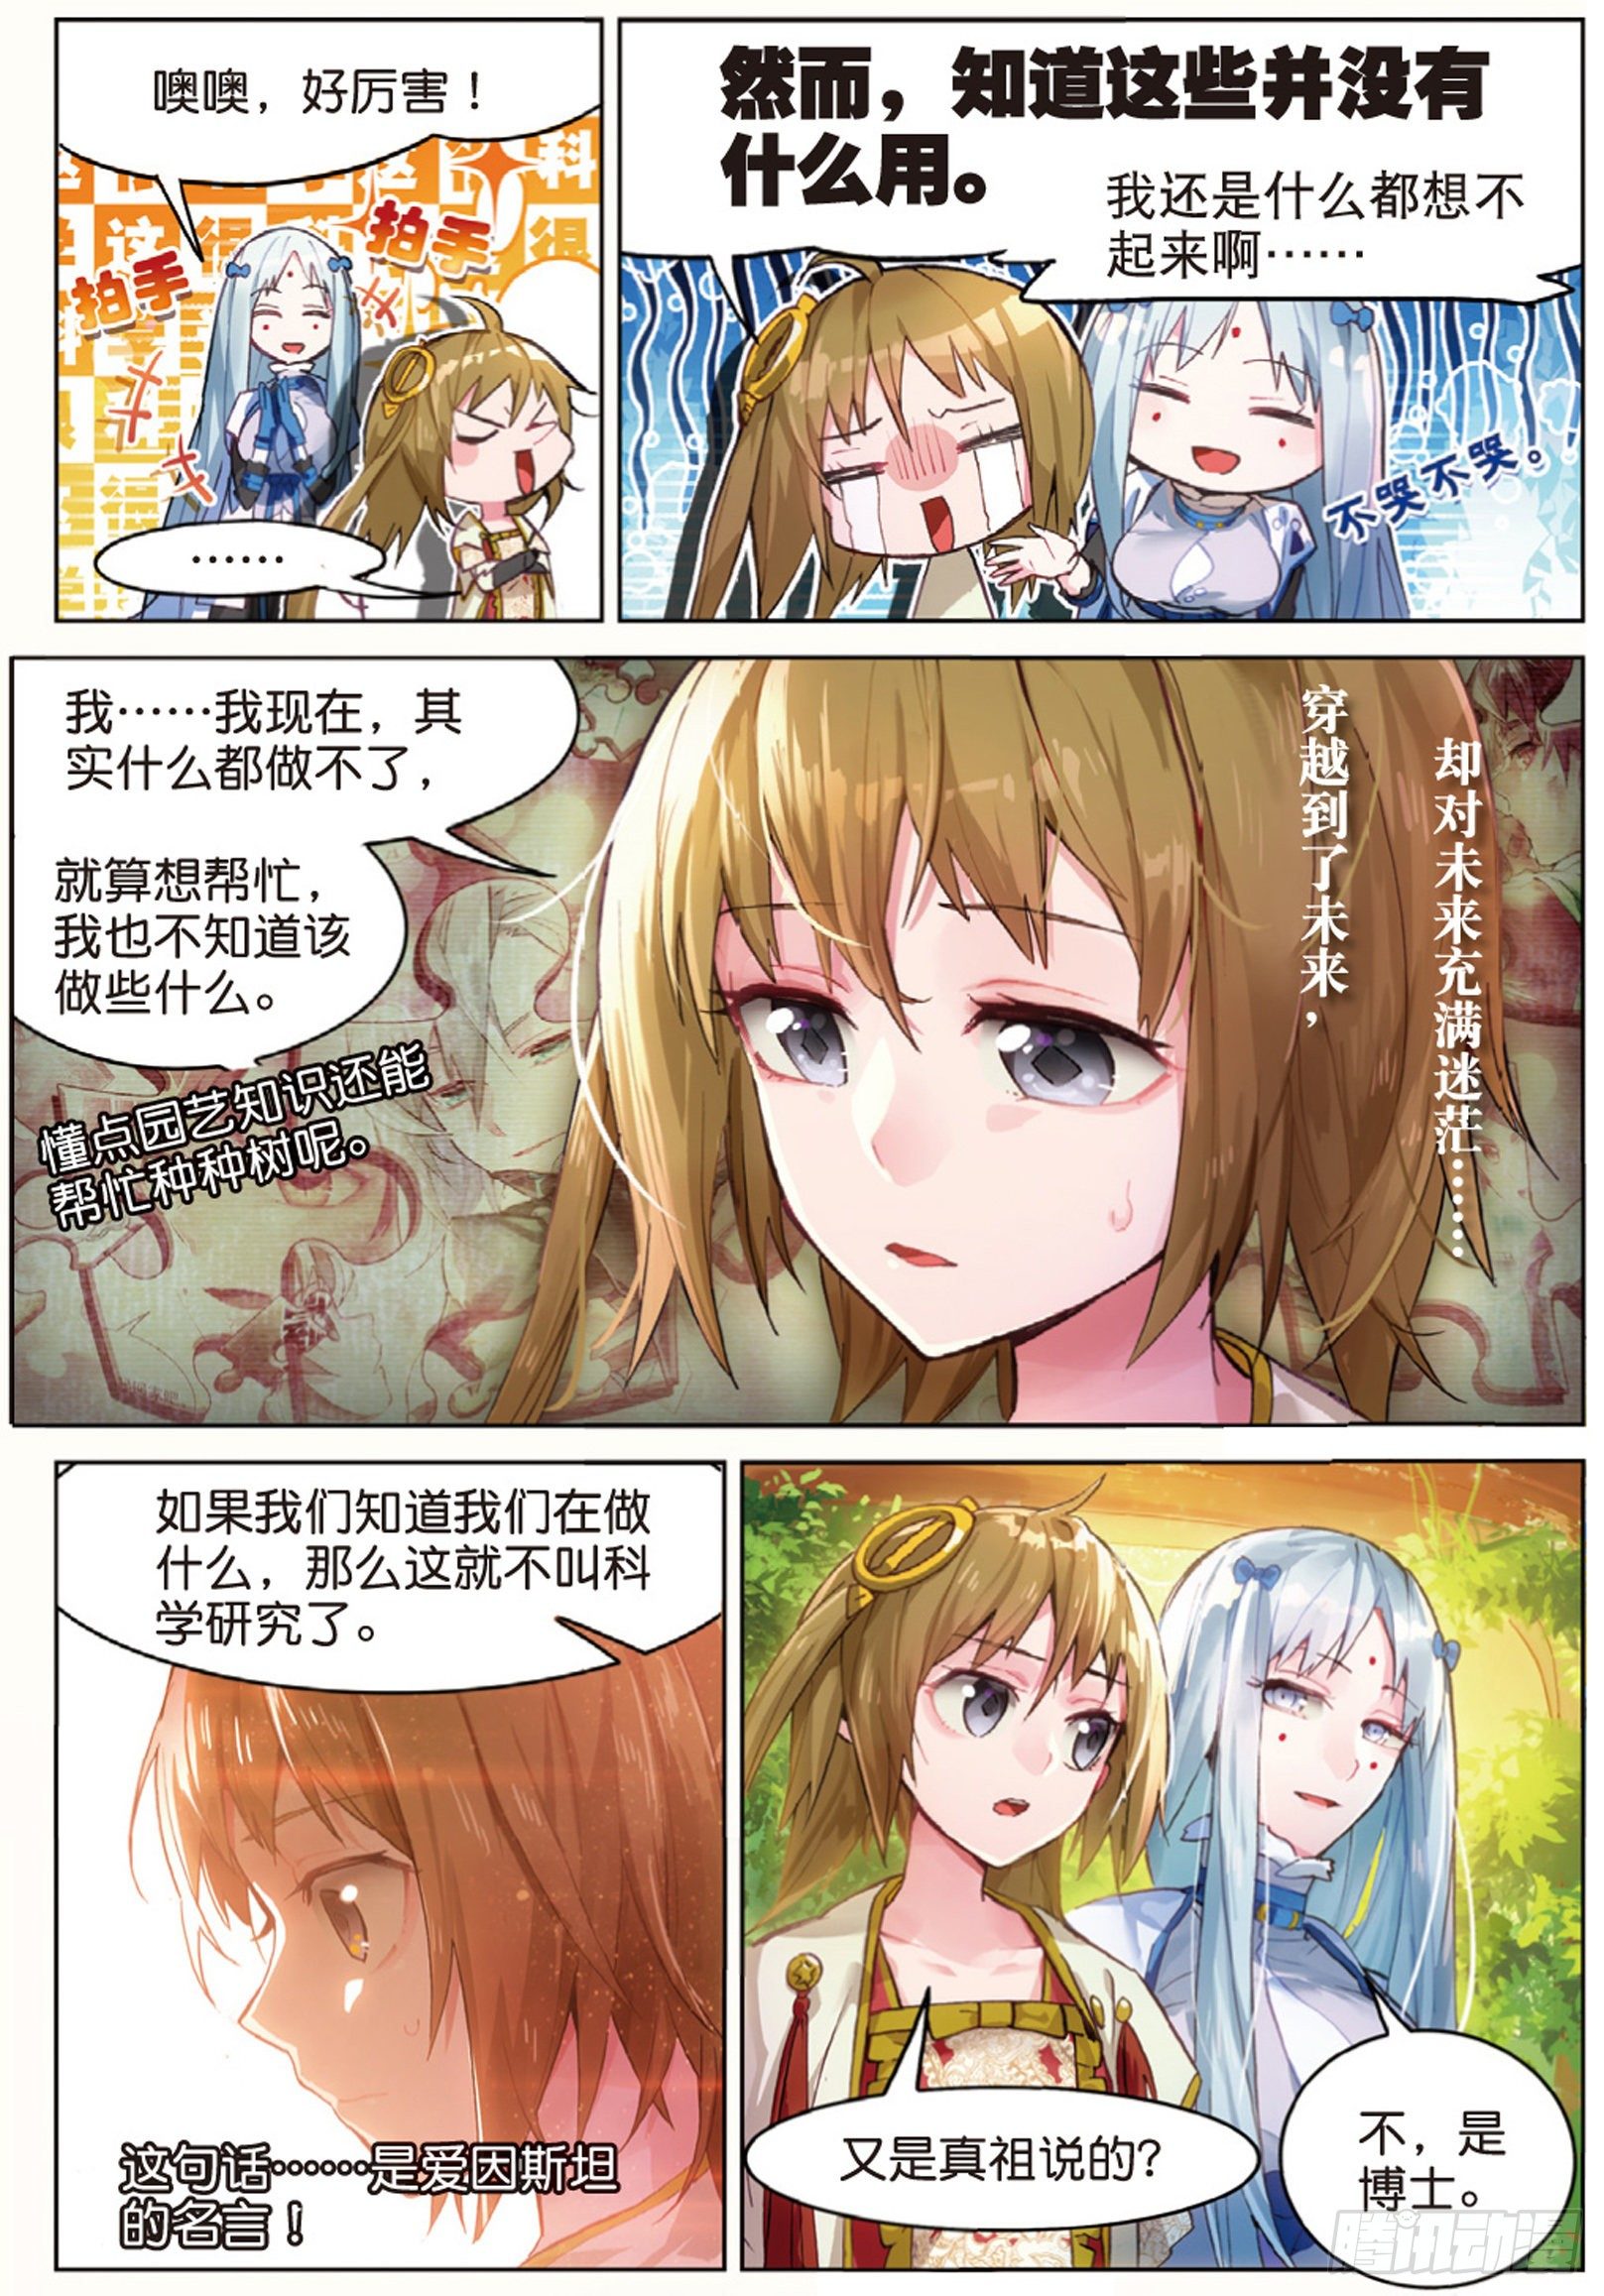 噢噢，好厉害！
拍手
拍手
……
然而，知道这些并没有
什么用。
我还是什么都想不
起来啊……
不哭不哭。
我……我现在，其
实什么都做不了，
就算想帮忙，
我也不知道该
做些什么。
懂点园艺知识还能
帮忙种种树呢。
穿越到了未来，
却对未来充满迷茫……
如果我们知道我们在做
什么，那么这就不叫科
学研究了。
这句话……是爱因斯坦
的名言！
又是真祖说的？
不，是
博士。
腾讯动漫